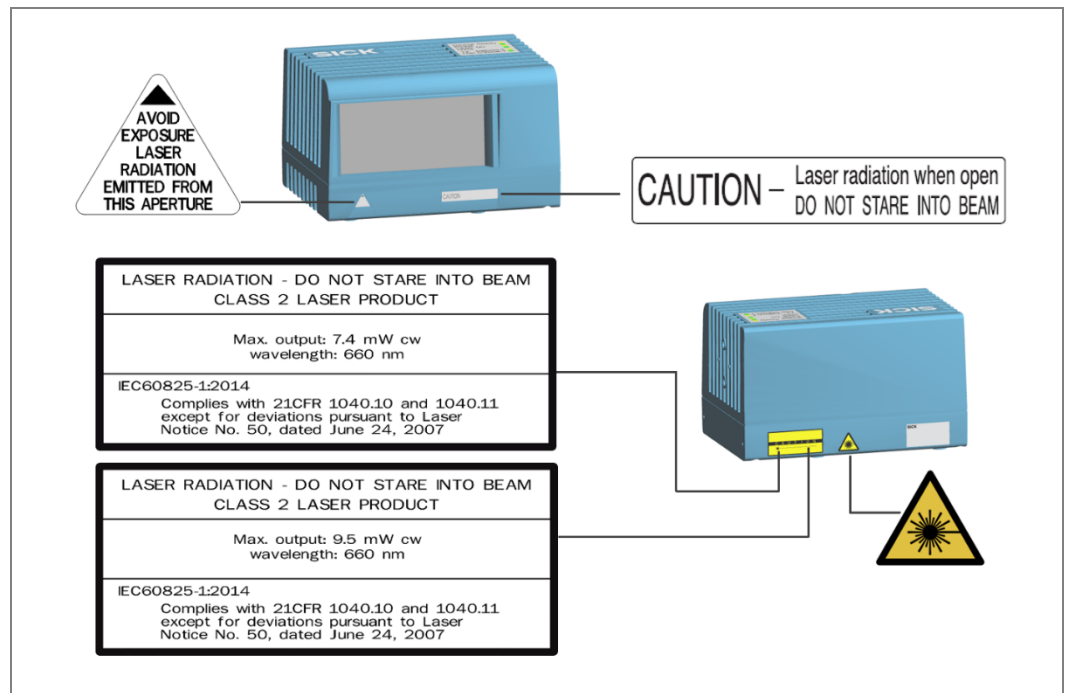 SICK
AVOID
EXPOSURE
LASER
RADIATION
EMITTED FROM
THIS APERTURE
CAUTION
CAUTION – Laser radiation when open
DO NOT STARE INTO BEAM
LASER RADIATION - DO NOT STARE INTO BEAM
CLASS 2 LASER PRODUCT
Max. output: 7.4 mW cw
wavelength: 660 nm
IEC60825-1:2014
Complies with 21CFR 1040.10 and 1040.11
except for deviations pursuant to Laser
Notice No. 50, dated June 24, 2007
SICK
CAUTION
SICK
LASER RADIATION - DO NOT STARE INTO BEAM
CLASS 2 LASER PRODUCT
Max. output: 9.5 mW cw
wavelength: 660 nm
IEC60825-1:2014
Complies with 21CFR 1040.10 and 1040.11
except for deviations pursuant to Laser
Notice No. 50, dated June 24, 2007